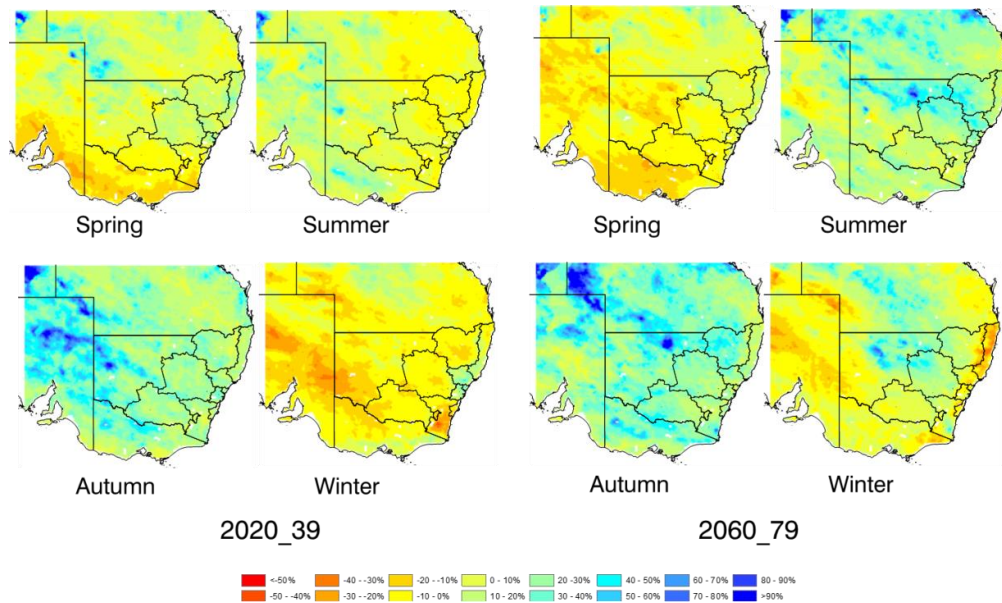 Spring Summer Spring Summer
Autumn Winter Autumn Winter
2020_39 2060_79
<-50% -40 - -30% -20 - -10% 0 - 10% 20 - 30% 40 - 50% 60 - 70% 80 - 90%
-50 - -40% -30 - -20% -10 - 0% 10 - 20% 30 - 40% 50 - 60% 70 - 80% >90%